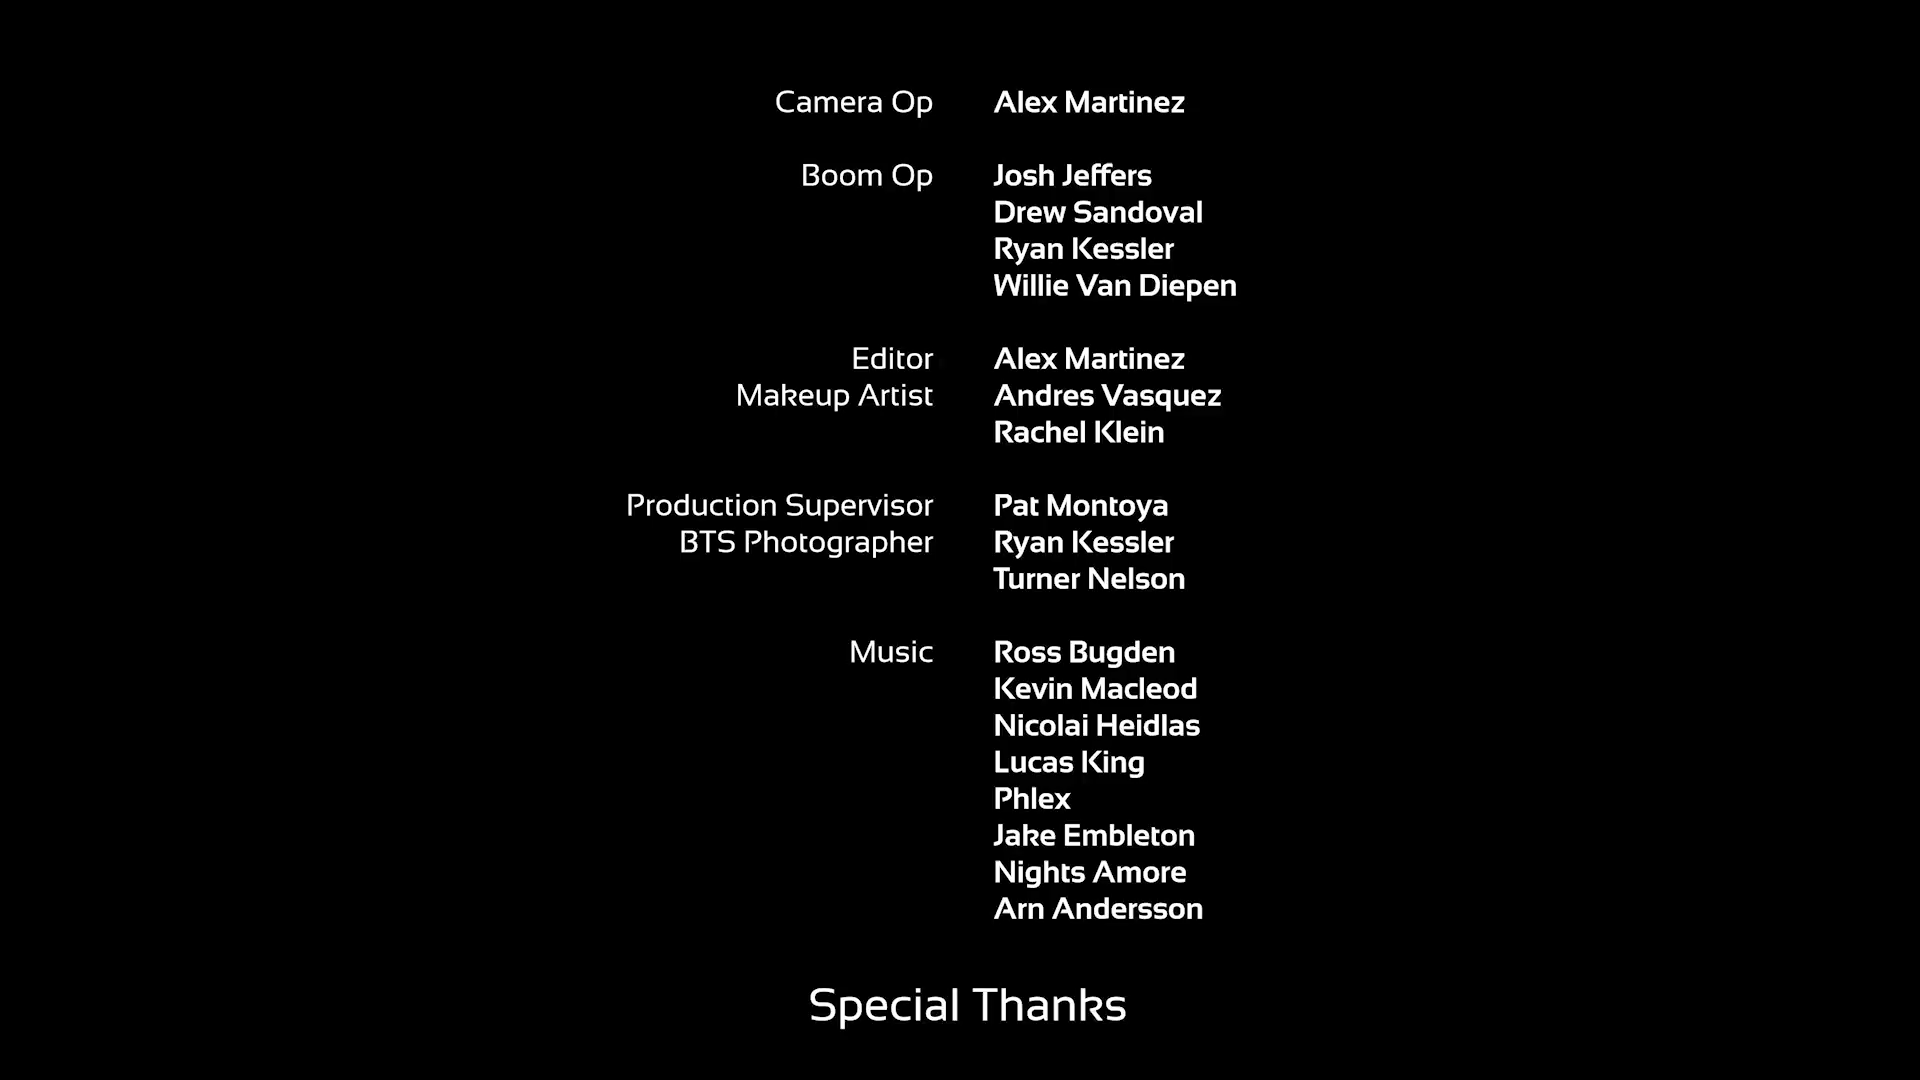 Camera Op Alex Martinez
Boom Op Josh Jeffers
Drew Sandoval
Ryan Kessler
Willie Van Diepen
Editor Alex Martinez
Makeup Artist Andres Vasquez
Rachel Klein
Production Supervisor Pat Montoya
BTS Photographer Ryan Kessler
Turner Nelson
Music Ross Bugden
Kevin Macleod
Nicolai Heidlas
Lucas King
Phlex
Jake Embleton
Nights Amore
Arn Andersson
Special Thanks